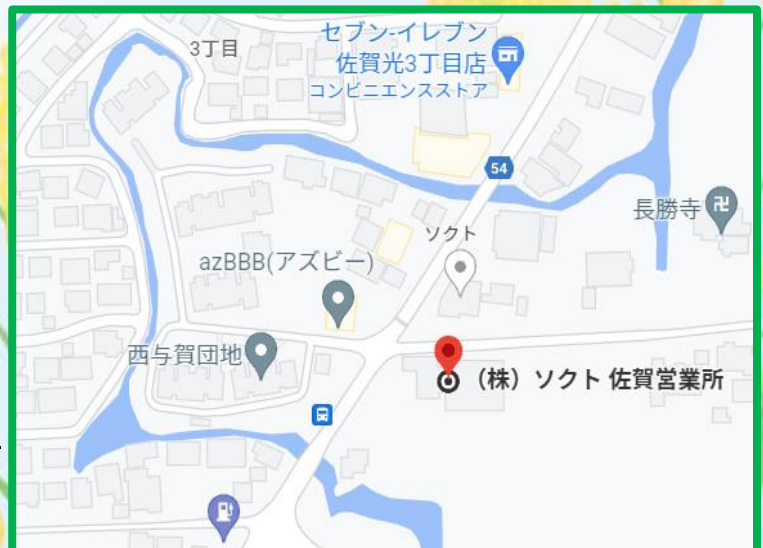 セブン-イレブン
佐賀光3丁目店
コンビニエンスストア
3丁目
54
長勝寺
ソクト
azBBB(アズビー)
西与賀団地
（株）ソクト 佐賀営業所